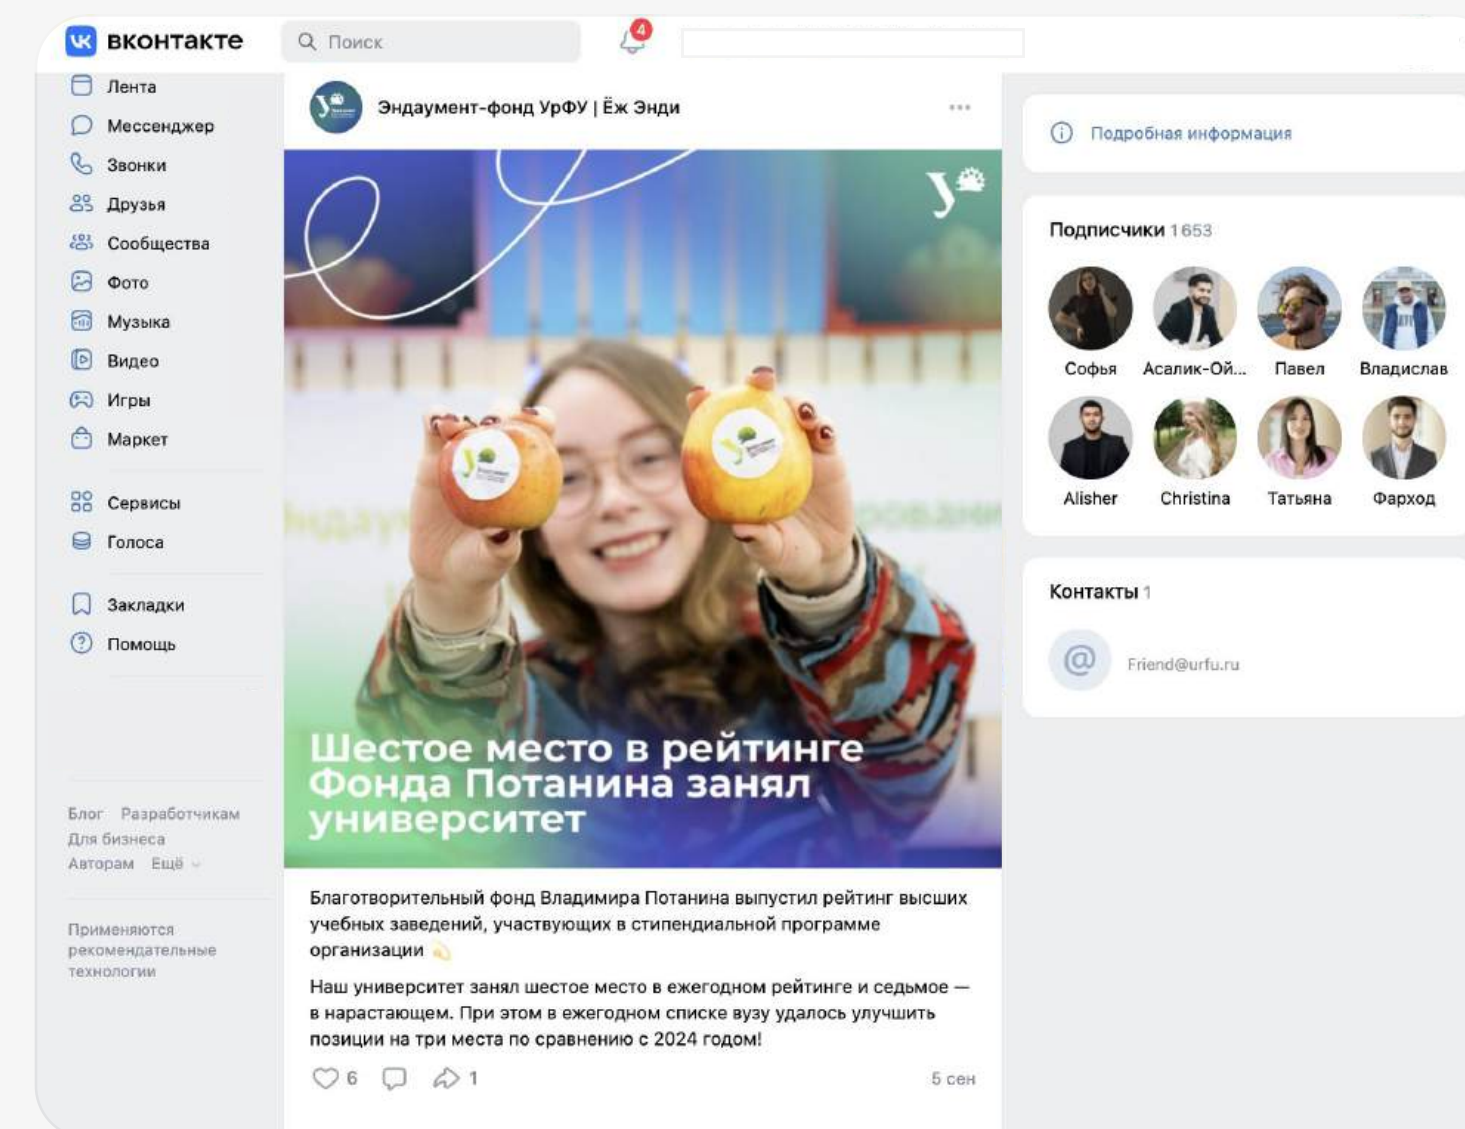 вконтакте
Поиск
4
Лента
Мессенджер
Звонки
Друзья
Сообщества
Фото
Музыка
Видео
Игры
Маркет
Сервисы
Голоса
Закладки
Помощь
Блог Разработчикам
Для бизнеса
Авторам Ещё
Применяются
рекомендательные
технологии
Эндаумент-фонд УрФУ | Ёж Энди
Шестое место в рейтинге
Фонда Потанина занял
университет
Благотворительный фонд Владимира Потанина выпустил рейтинг высших
учебных заведений, участвующих в стипендиальной программе
организации 💫
Наш университет занял шестое место в ежегодном рейтинге и седьмое —
в нарастающем. При этом в ежегодном списке вузу удалось улучшить
позиции на три места по сравнению с 2024 годом!
6 1 5 сен
Подробная информация
Подписчики 1 653
Софья Асалик-Ой... Павел Владислав
Alisher Christina Татьяна Фарход
Контакты 1
@ Friend@urfu.ru